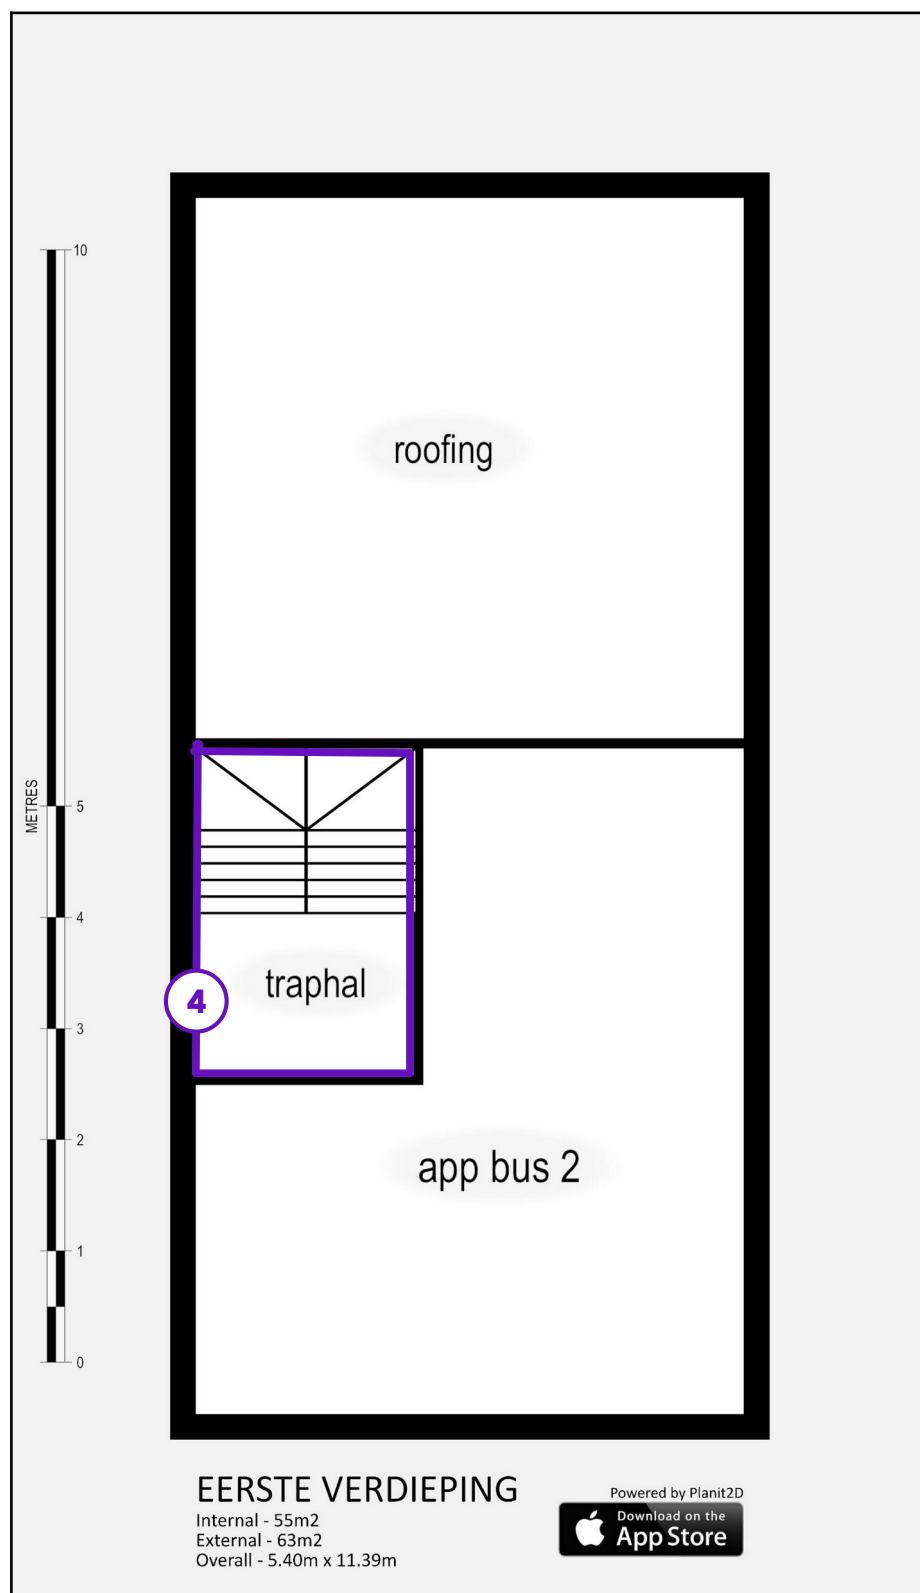 10
roofing
METRES
5
4
traphal
4
3
2
app bus 2
1
0
EERSTE VERDIEPING
Internal - 55m2
External - 63m2
Overall - 5.40m x 11.39m
Powered by Planit2D
Download on the
App Store